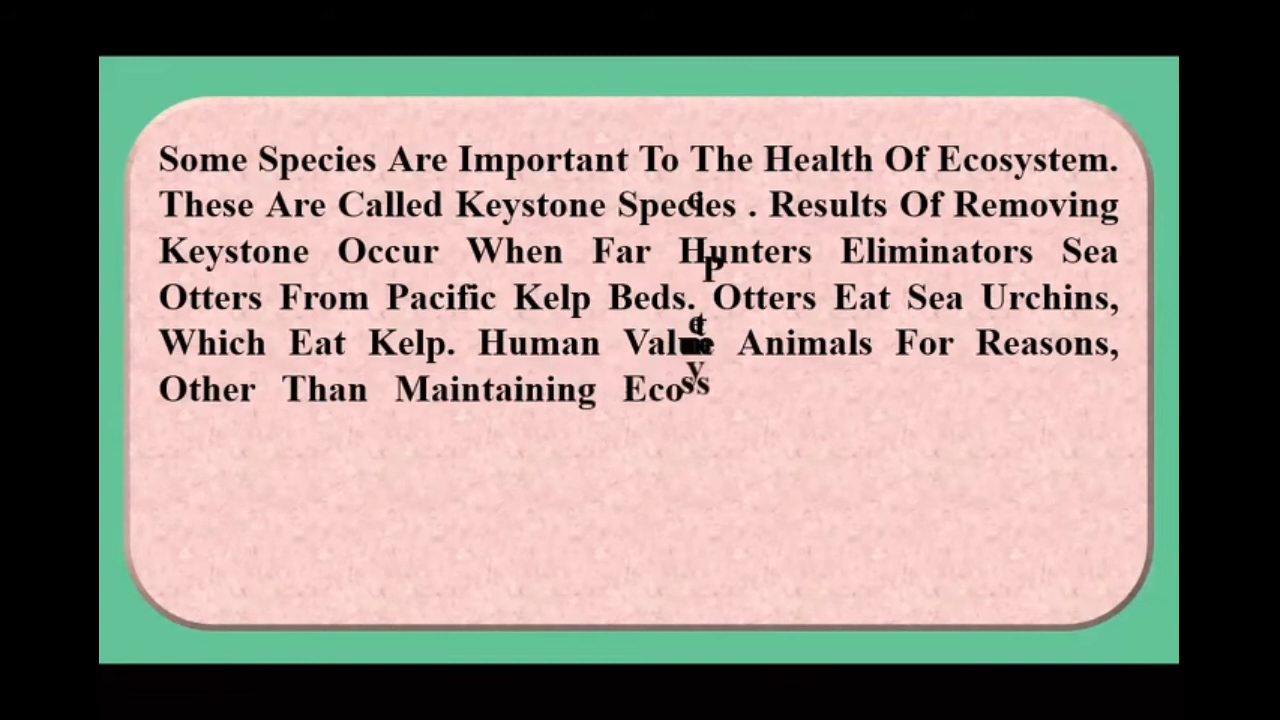 Some Species Are Important To The Health Of Ecosystem.
These Are Called Keystone Species . Results Of Removing
Keystone Occur When Far Hunters Eliminators Sea
Otters From Pacific Kelp Beds. Otters Eat Sea Urchins,
Which Eat Kelp. Human Value Animals For Reasons,
Other Than Maintaining Eco